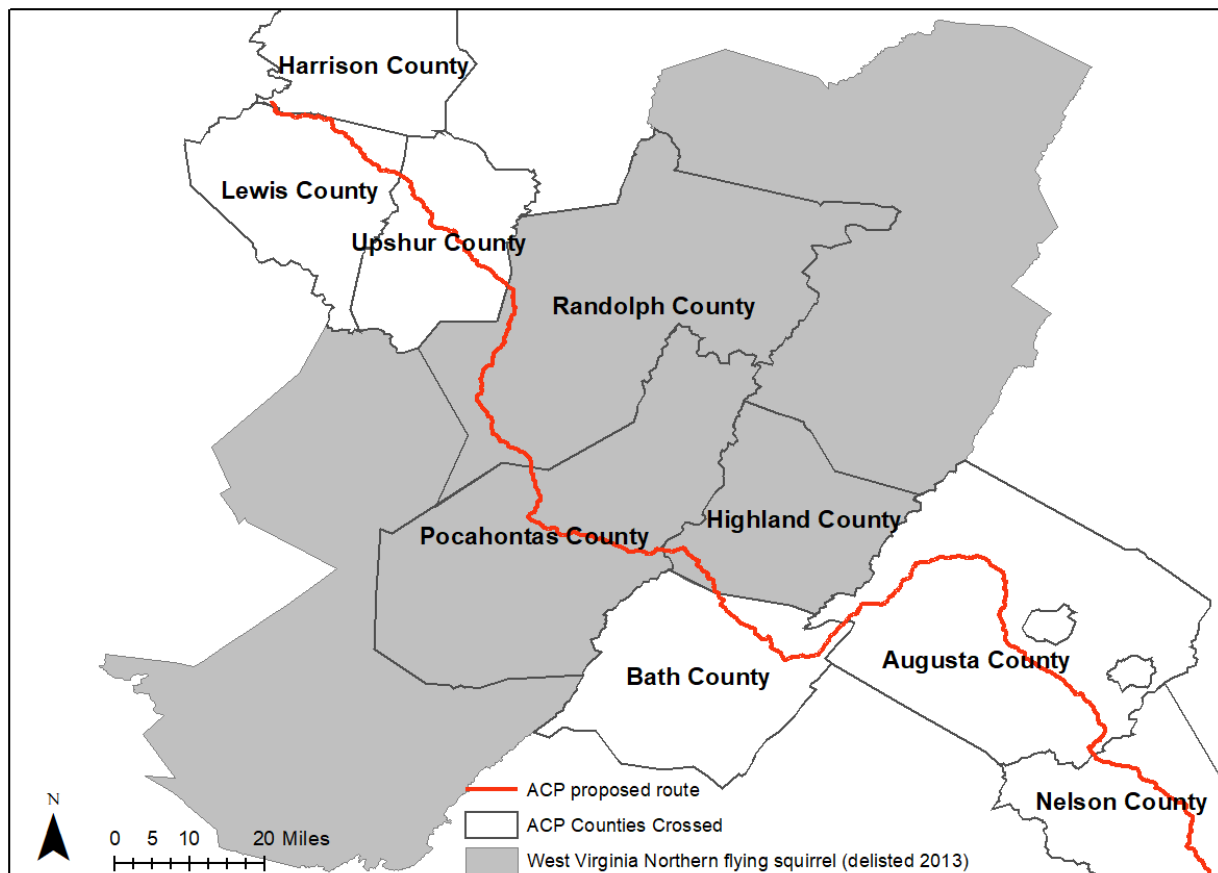 Harrison County
Lewis County
Upshur County
Randolph County
Highland County
Pocahontas County
Augusta County
Bath County
Nelson County
ACP proposed route
ACP Counties Crossed
West Virginia Northern flying squirrel (delisted 2013)
N
0 5 10 20 Miles